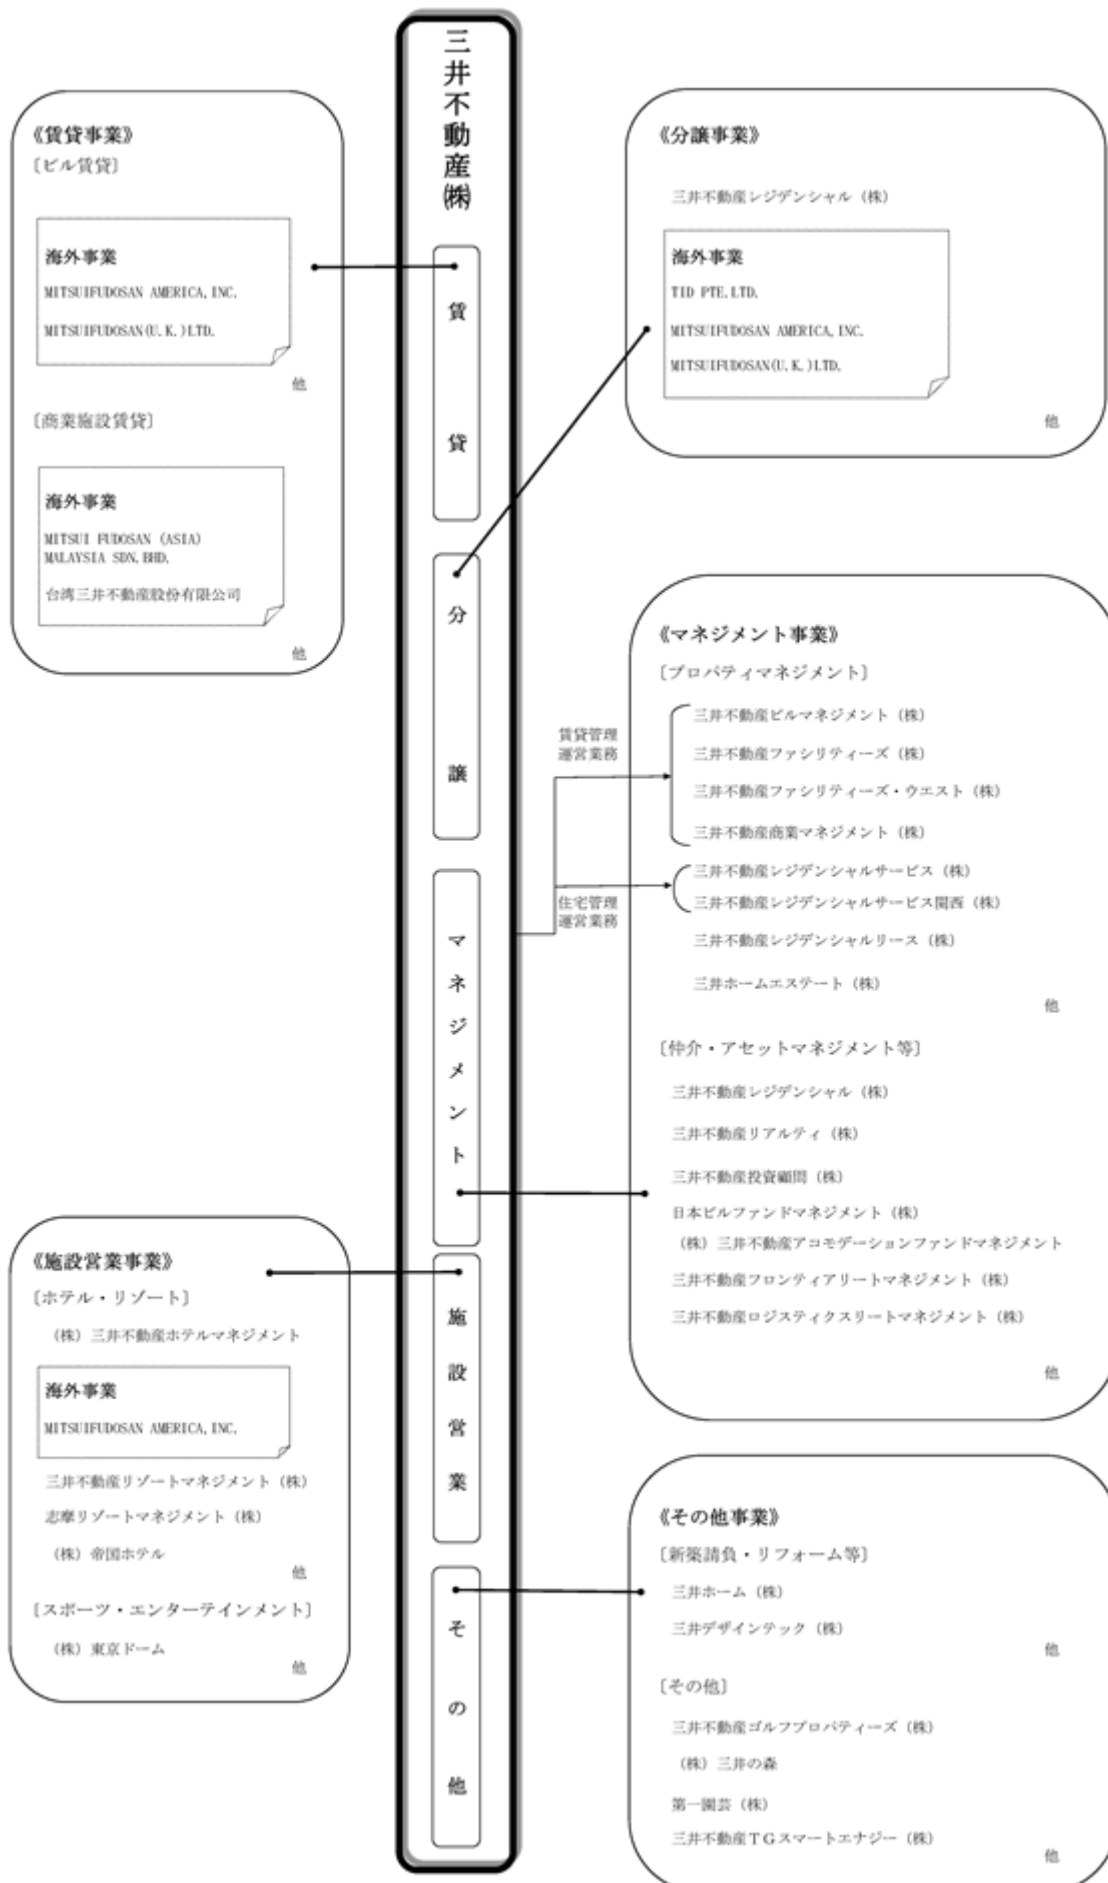 三井不動産㈱
賃貸
分譲
マネジメント
施設営業
その他
《賃貸事業》
〔ビル賃貸〕
海外事業
MITSUIFUDOSAN AMERICA, INC.
MITSUIFUDOSAN(U.K.)LTD.
他
〔商業施設賃貸〕
海外事業
MITSUI FUDOSAN (ASIA)
MALAYSIA SDN. BHD.
台湾三井不動産股份有限公司
他
《分譲事業》
三井不動産レジデンシャル（株）
海外事業
TID PTE. LTD.
MITSUIFUDOSAN AMERICA, INC.
MITSUIFUDOSAN(U.K.)LTD.
他
賃貸管理
運営業務
住宅管理
運営業務
《マネジメント事業》
〔プロパティマネジメント〕
三井不動産ビルマネジメント（株）
三井不動産ファシリティーズ（株）
三井不動産ファシリティーズ・ウエスト（株）
三井不動産商業マネジメント（株）
三井不動産レジデンシャルサービス（株）
三井不動産レジデンシャルサービス関西（株）
三井不動産レジデンシャルリース（株）
三井ホームエステート（株）
他
〔仲介・アセットマネジメント等〕
三井不動産レジデンシャル（株）
三井不動産リアルティ（株）
三井不動産投資顧問（株）
日本ビルファンドマネジメント（株）
（株）三井不動産アコモデーションファンドマネジメント
三井不動産フロンティアリートマネジメント（株）
三井不動産ロジスティクスリートマネジメント（株）
他
《施設営業事業》
〔ホテル・リゾート〕
（株）三井不動産ホテルマネジメント
海外事業
MITSUIFUDOSAN AMERICA, INC.
三井不動産リゾートマネジメント（株）
志摩リゾートマネジメント（株）
（株）帝国ホテル
他
〔スポーツ・エンターテインメント〕
（株）東京ドーム
他
《その他事業》
〔新築請負・リフォーム等〕
三井ホーム（株）
三井デザインテック（株）
他
〔その他〕
三井不動産ゴルフプロパティーズ（株）
（株）三井の森
第一園芸（株）
三井不動産ＴＧスマートエナジー（株）
他